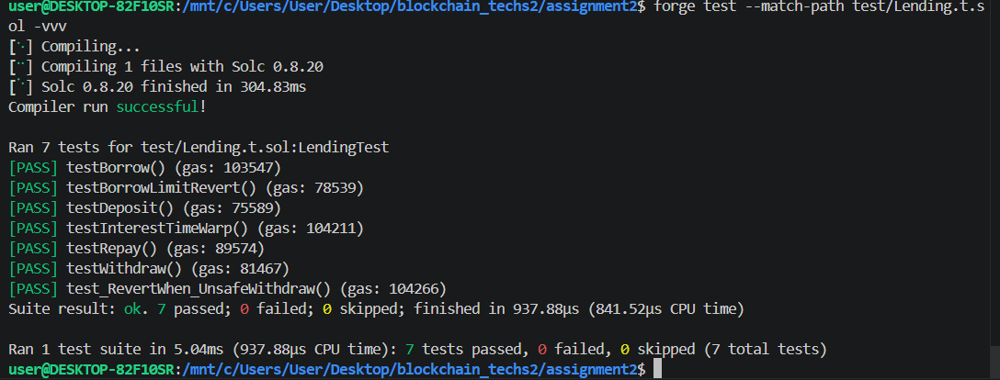 user@DESKTOP-82F10SR:/mnt/c/Users/User/Desktop/blockchain_techs2/assignment2$ forge test --match-path test/Lending.t.s
ol -vvv
[⠊] Compiling...
[⠒] Compiling 1 files with Solc 0.8.20
[⠑] Solc 0.8.20 finished in 304.83ms
Compiler run successful!

Ran 7 tests for test/Lending.t.sol:LendingTest
[PASS] testBorrow() (gas: 103547)
[PASS] testBorrowLimitRevert() (gas: 78539)
[PASS] testDeposit() (gas: 75589)
[PASS] testInterestTimeWarp() (gas: 104211)
[PASS] testRepay() (gas: 89574)
[PASS] testWithdraw() (gas: 81467)
[PASS] test_RevertWhen_UnsafeWithdraw() (gas: 104266)
Suite result: ok. 7 passed; 0 failed; 0 skipped; finished in 937.88µs (841.52µs CPU time)

Ran 1 test suite in 5.04ms (937.88µs CPU time): 7 tests passed, 0 failed, 0 skipped (7 total tests)
user@DESKTOP-82F10SR:/mnt/c/Users/User/Desktop/blockchain_techs2/assignment2$